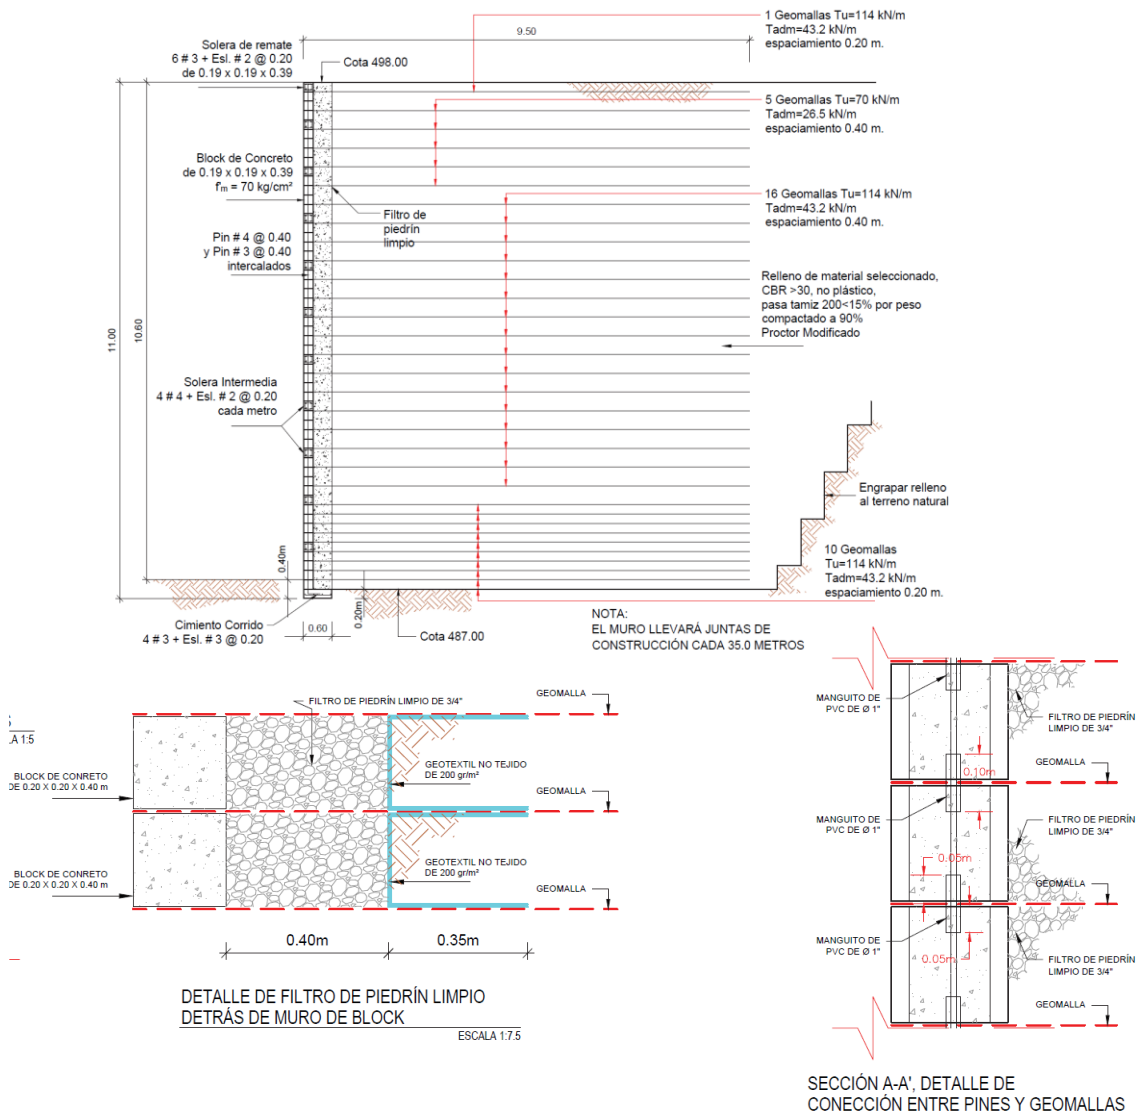 1 Geomallas Tu=114 kN/m
Tadm=43.2 kN/m
espaciamiento 0.20 m.
9.50
Solera de remate
6 # 3 + Esl. # 2 @ 0.20
de 0.19 x 0.19 x 0.39
Cota 498.00
5 Geomallas Tu=70 kN/m
Tadm=26.5 kN/m
espaciamiento 0.40 m.
Block de Concreto
de 0.19 x 0.19 x 0.39
f'm = 70 kg/cm²
16 Geomallas Tu=114 kN/m
Tadm=43.2 kN/m
espaciamiento 0.40 m.
Filtro de
piedrín
limpio
Pin # 4 @ 0.40
y Pin # 3 @ 0.40
intercalados
Relleno de material seleccionado,
CBR >30, no plástico,
pasa tamiz 200<15% por peso
compactado a 90%
Proctor Modificado
11.00
10.60
Solera Intermedia
4 # 4 + Esl. # 2 @ 0.20
cada metro
Engrapar relleno
al terreno natural
0.40m
10 Geomallas
Tu=114 kN/m
Tadm=43.2 kN/m
espaciamiento 0.20 m.
Cimiento Corrido
4 # 3 + Esl. # 3 @ 0.20
0.60
0.20m
Cota 487.00
NOTA:
EL MURO LLEVARÁ JUNTAS DE
CONSTRUCCIÓN CADA 35.0 METROS
FILTRO DE PIEDRÍN LIMPIO DE 3/4"
GEOMALLA
LA 1:5
BLOCK DE CONRETO
DE 0.20 X 0.20 X 0.40 m
GEOTEXTIL NO TEJIDO
DE 200 gr/m²
GEOMALLA
BLOCK DE CONRETO
DE 0.20 X 0.20 X 0.40 m
GEOTEXTIL NO TEJIDO
DE 200 gr/m²
GEOMALLA
0.40m
0.35m
DETALLE DE FILTRO DE PIEDRÍN LIMPIO
DETRÁS DE MURO DE BLOCK
ESCALA 1:7.5
MANGUITO DE
PVC DE Ø 1"
FILTRO DE PIEDRÍN
LIMPIO DE 3/4"
0.10m
GEOMALLA
MANGUITO DE
PVC DE Ø 1"
FILTRO DE PIEDRÍN
LIMPIO DE 3/4"
0.05m
GEOMALLA
MANGUITO DE
PVC DE Ø 1"
0.05m
FILTRO DE PIEDRÍN
LIMPIO DE 3/4"
GEOMALLA
SECCIÓN A-A', DETALLE DE
CONECCIÓN ENTRE PINES Y GEOMALLAS